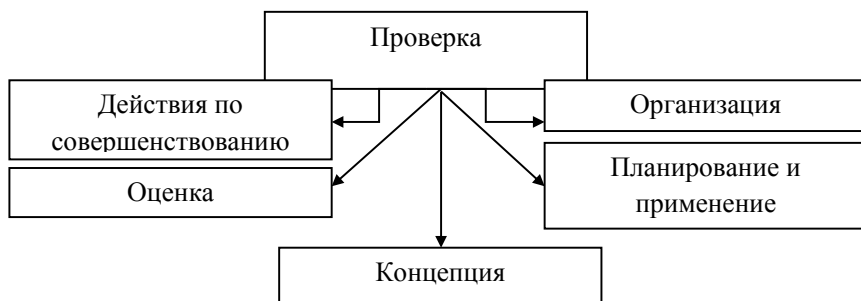 Проверка
Действия по
совершенствованию
Организация
Оценка
Планирование и
применение
Концепция